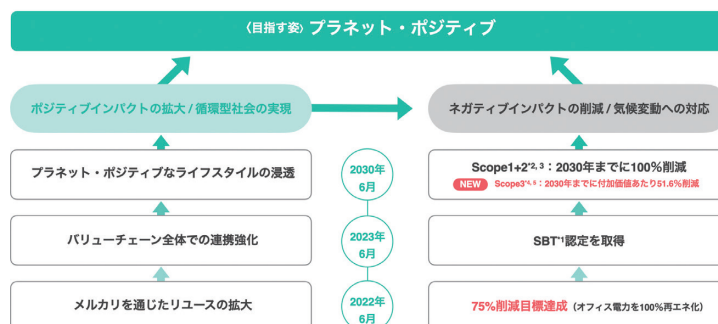 〈目指す姿〉プラネット・ポジティブ
ポジティブインパクトの拡大 / 循環型社会の実現
ネガティブインパクトの削減 / 気候変動への対応
プラネット・ポジティブなライフスタイルの浸透
2030年
6月
Scope1+2*2, 3：2030年までに100%削減
NEW Scope3*4, 5：2030年までに付加価値あたり51.6%削減
バリューチェーン全体での連携強化
2023年
6月
SBT*1認定を取得
メルカリを通じたリユースの拡大
2022年
6月
75%削減目標達成（オフィス電力を100%再エネ化）